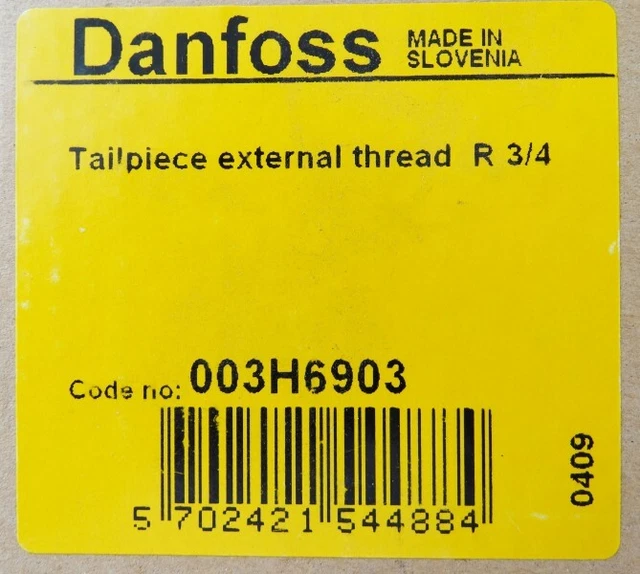 Danfoss
MADE IN
SLOVENIA
Tailpiece external thread R 3/4
Code no: 003H6903
5 702421 544884
0409